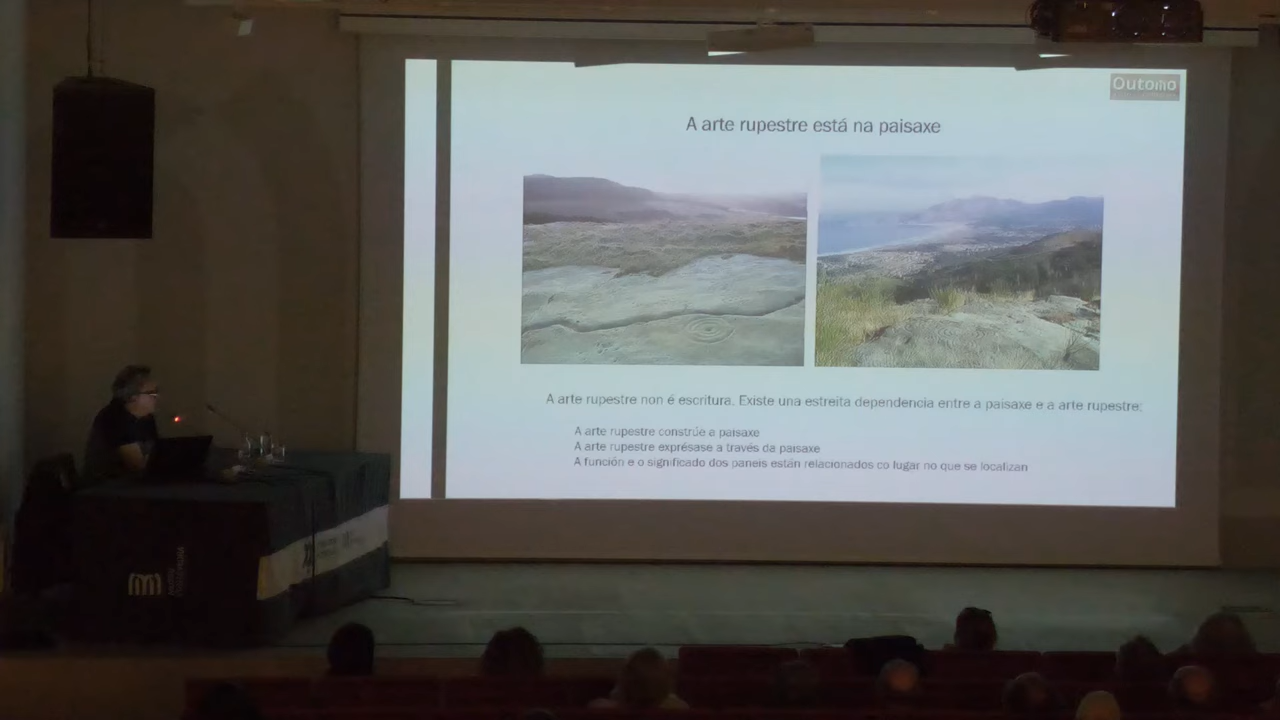 Outomo
A arte rupestre está na paisaxe
A arte rupestre non é escritura. Existe una estreita dependencia entre a paisaxe e a arte rupestre:
A arte rupestre constrúe a paisaxe
A arte rupestre exprésase a través da paisaxe
A función e o significado dos paneis están relacionados co lugar no que se localizan